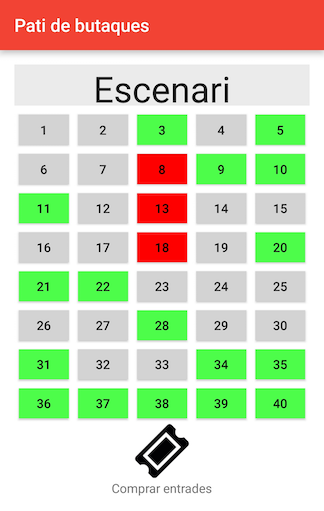 Pati de butaques
Escenari
1 2 3 4 5
6 7 8 9 10
11 12 13 14 15
16 17 18 19 20
21 22 23 24 25
26 27 28 29 30
31 32 33 34 35
36 37 38 39 40
Comprar entrades